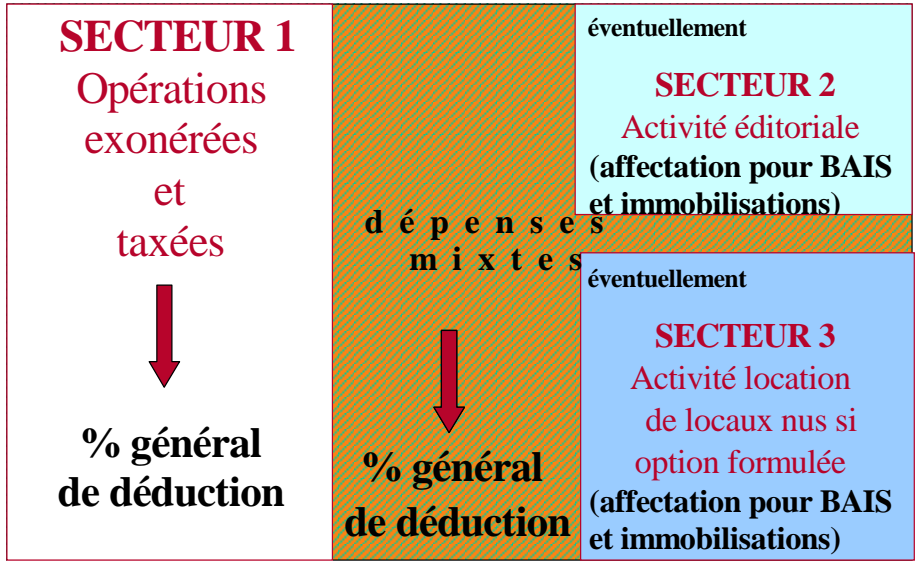 SECTEUR 1
Opérations
exonérées
et
taxées
% général
de déduction
d é p e n s e s
m i x t e s
% général
de déduction
éventuellement
SECTEUR 2
Activité éditoriale
(affectation pour BAIS
et immobilisations)
éventuellement
SECTEUR 3
Activité location
de locaux nus si
option formulée
(affectation pour BAIS
et immobilisations)